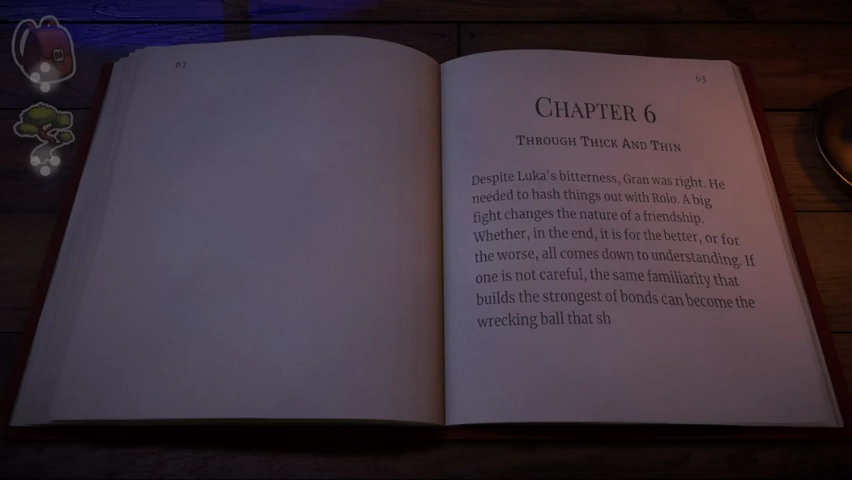 62
63
CHAPTER 6
THROUGH THICK AND THIN
Despite Luka's bitterness, Gran was right. He
needed to hash things out with Rolo. A big
fight changes the nature of a friendship.
Whether, in the end, it is for the better, or for
the worse, all comes down to understanding. If
one is not careful, the same familiarity that
builds the strongest of bonds can become the
wrecking ball that sh